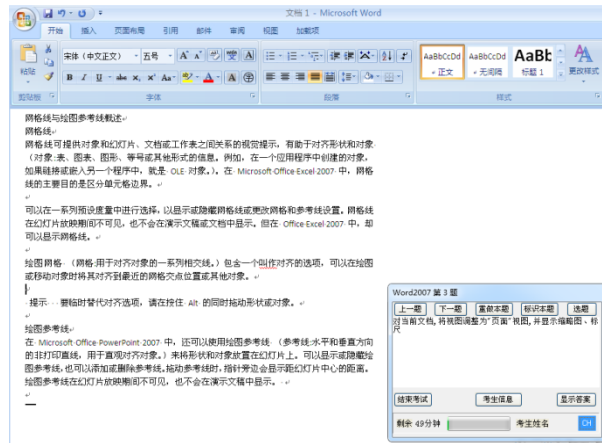 文档 1 - Microsoft Word
开始 插入 页面布局 引用 邮件 审阅 视图 加载项
宋体 (中文正文) 五号
粘贴
AaBbCcDd AaBbCcDd AaBb
正文 无间隔 标题 1 更改样式
剪贴板 字体 段落 样式
网格线与绘图参考线概述
网格线
网格线可提供对象和幻灯片、文档或工作表之间关系的视觉提示，有助于对齐形状和对象
（对象:表、图表、图形、等号或其他形式的信息。例如，在一个应用程序中创建的对象，
如果链接或嵌入另一个程序中，就是 OLE 对象。）。在 Microsoft Office Excel 2007 中，网格
线的主要目的是区分单元格边界。
可以在一系列预设度量中进行选择，以显示或隐藏网格线或更改网格和参考线设置。网格线
在幻灯片放映期间不可见，也不会在演示文稿或文档中显示。但在 Office Excel 2007 中，却
可以显示网格线。
绘图网格 （网格:用于对齐对象的一系列相交线。）包含一个叫作对齐的选项，可以在绘图
或移动对象时将其对齐到最近的网格交点位置或其他对象。
提示 要临时替代对齐选项，请在按住 Alt 的同时拖动形状或对象。
绘图参考线
在 Microsoft Office PowerPoint 2007 中，还可以使用绘图参考线 （参考线:水平和垂直方向
的非打印直线，用于直观对齐对象。）来将形状和对象放置在幻灯片上。可以显示或隐藏绘
图参考线，也可以添加或删除参考线。拖动参考线时，指针旁边会显示距幻灯片中心的距离。
绘图参考线在幻灯片放映期间不可见，也不会在演示文稿中显示。
Word2007 第 3 题
上一题 下一题 重做本题 标识本题 选题
对当前文档，将视图调整为"页面"视图，并显示缩略图、标
尺
结束考试 考生信息 显示答案
剩余 49分钟 考生姓名 CH